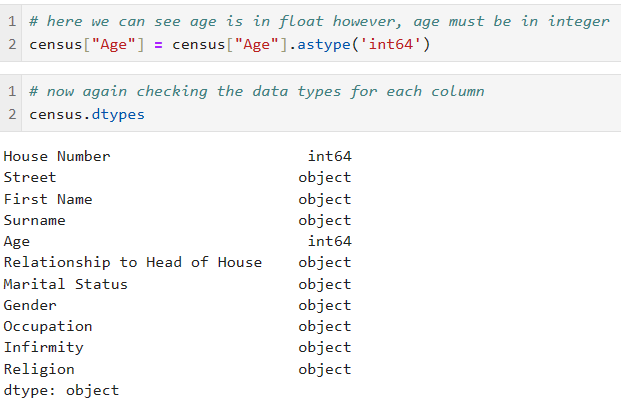 1 # here we can see age is in float however, age must be in integer
2 census["Age"] = census["Age"].astype('int64')
1 # now again checking the data types for each column
2 census.dtypes
House Number                      int64
Street                           object
First Name                       object
Surname                          object
Age                               int64
Relationship to Head of House    object
Marital Status                   object
Gender                           object
Occupation                       object
Infirmity                        object
Religion                         object
dtype: object